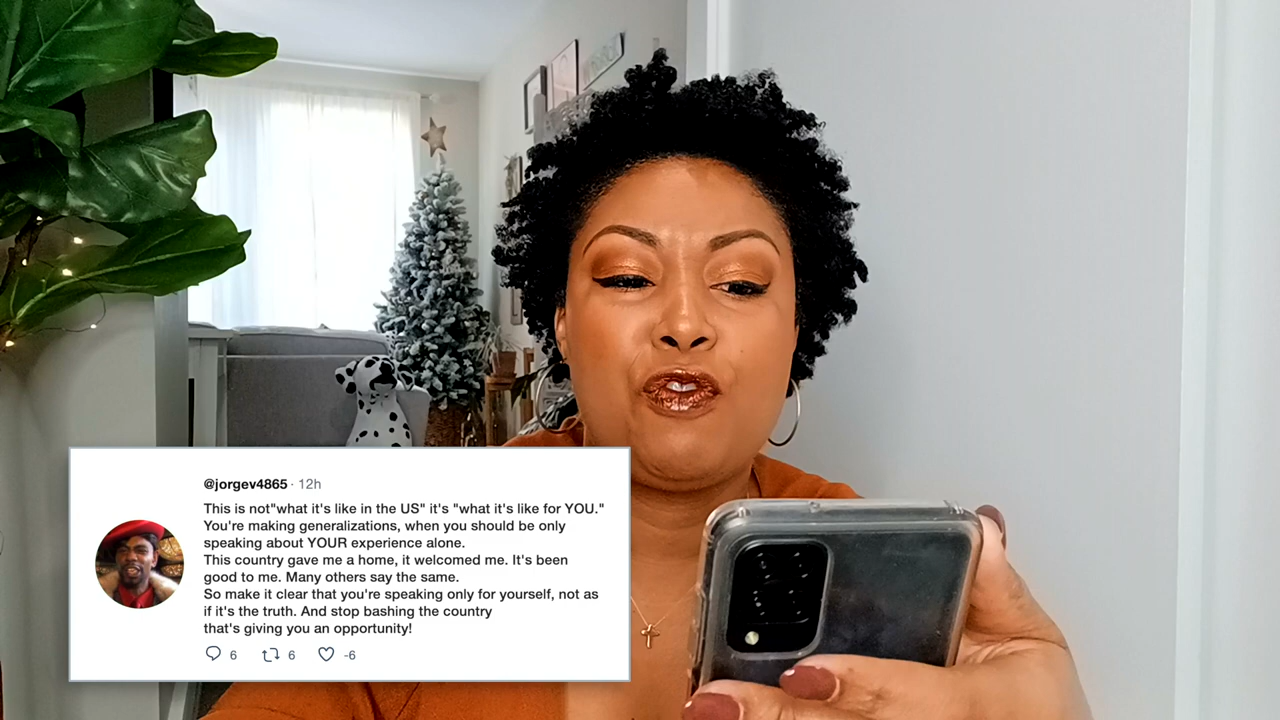 @jorgev4865 · 12h
This is not"what it's like in the US" it's "what it's like for YOU."
You're making generalizations, when you should be only
speaking about YOUR experience alone.
This country gave me a home, it welcomed me. It's been
good to me. Many others say the same.
So make it clear that you're speaking only for yourself, not as
if it's the truth. And stop bashing the country
that's giving you an opportunity!
6 6 -6